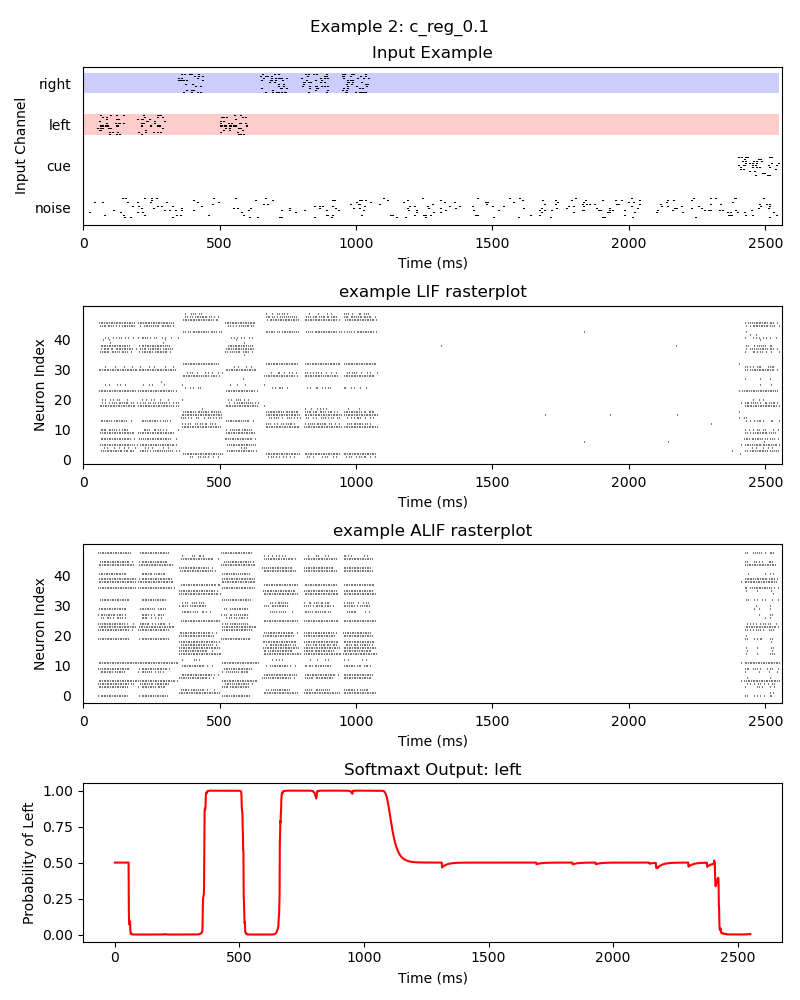 Example 2: c_reg_0.1
Input Example
Input Channel
right
left
cue
noise
0 500 1000 1500 2000 2500
Time (ms)
example LIF rasterplot
Neuron Index
40
30
20
10
0
0 500 1000 1500 2000 2500
Time (ms)
example ALIF rasterplot
Neuron Index
40
30
20
10
0
0 500 1000 1500 2000 2500
Time (ms)
Softmaxt Output: left
Probability of Left
1.00
0.75
0.50
0.25
0.00
0 500 1000 1500 2000 2500
Time (ms)